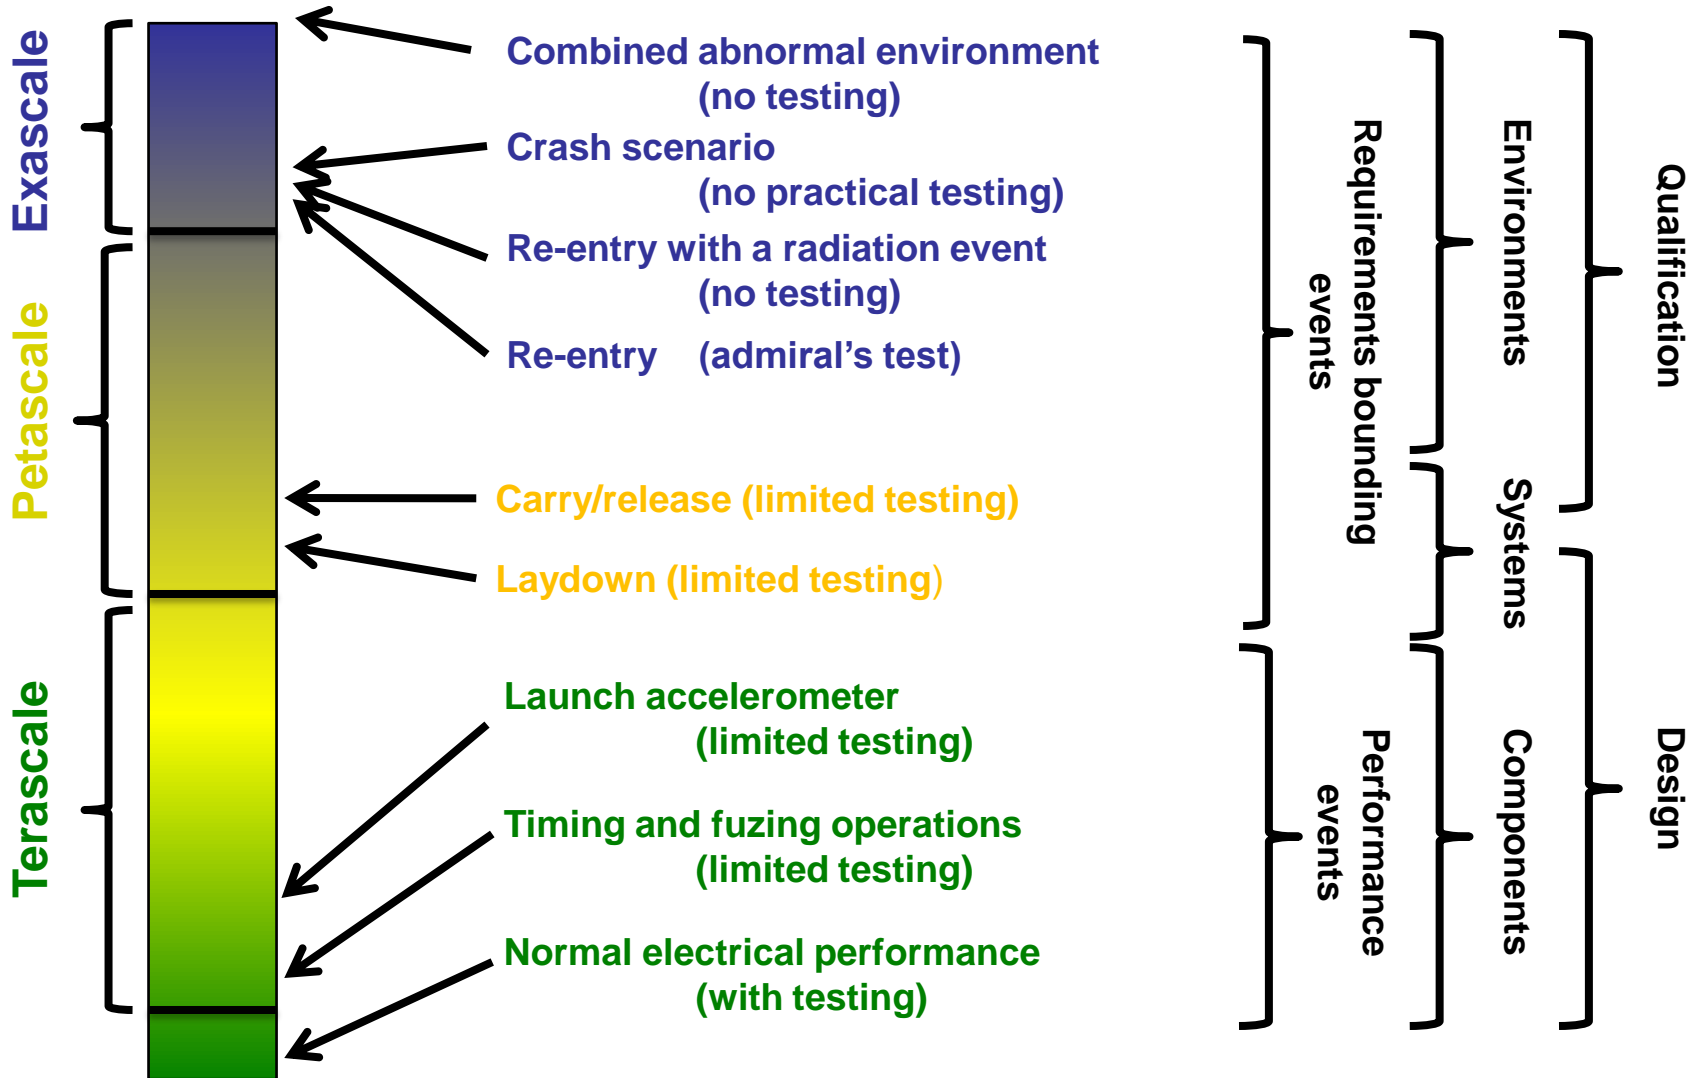 Exascale
Petascale
Terascale
Combined abnormal environment
(no testing)
Crash scenario
(no practical testing)
Re-entry with a radiation event
(no testing)
Re-entry (admiral’s test)
Carry/release (limited testing)
Laydown (limited testing)
Launch accelerometer
(limited testing)
Timing and fuzing operations
(limited testing)
Normal electrical performance
(with testing)
Requirements bounding
events
Performance
events
Environments
Systems
Components
Qualification
Design